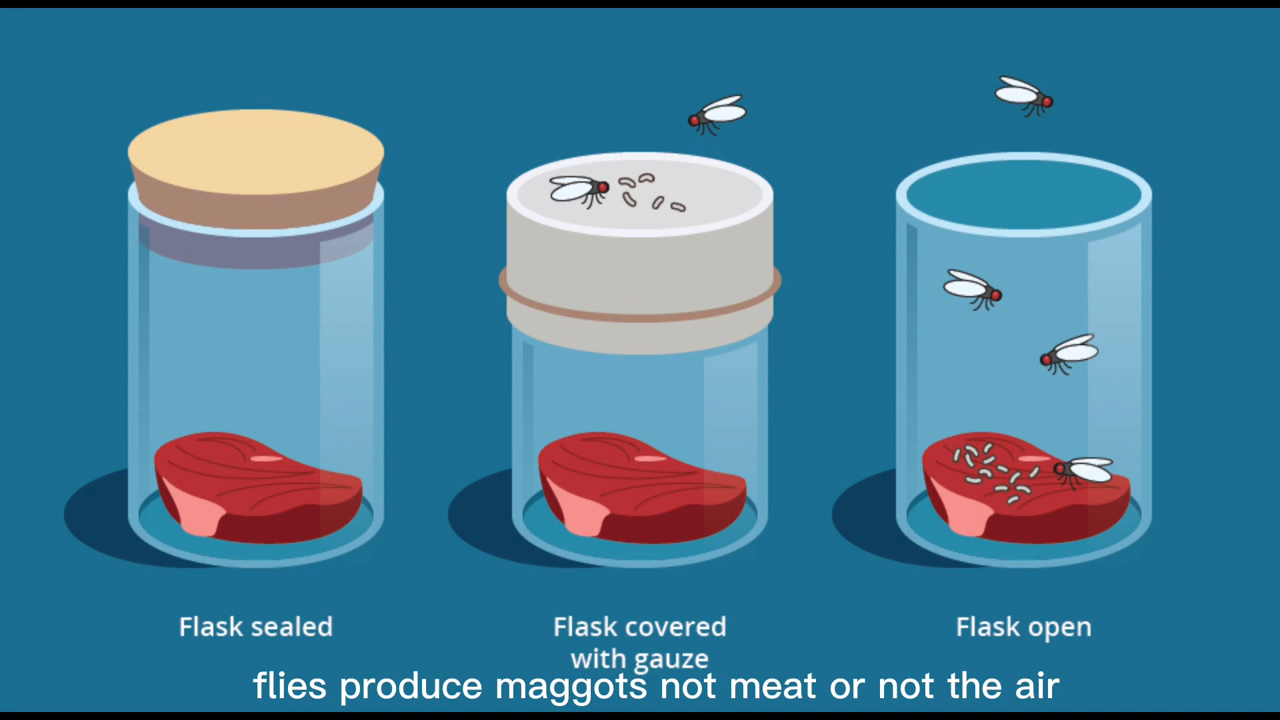 Flask sealed
Flask covered
with gauze
Flask open
flies produce maggots not meat or not the air